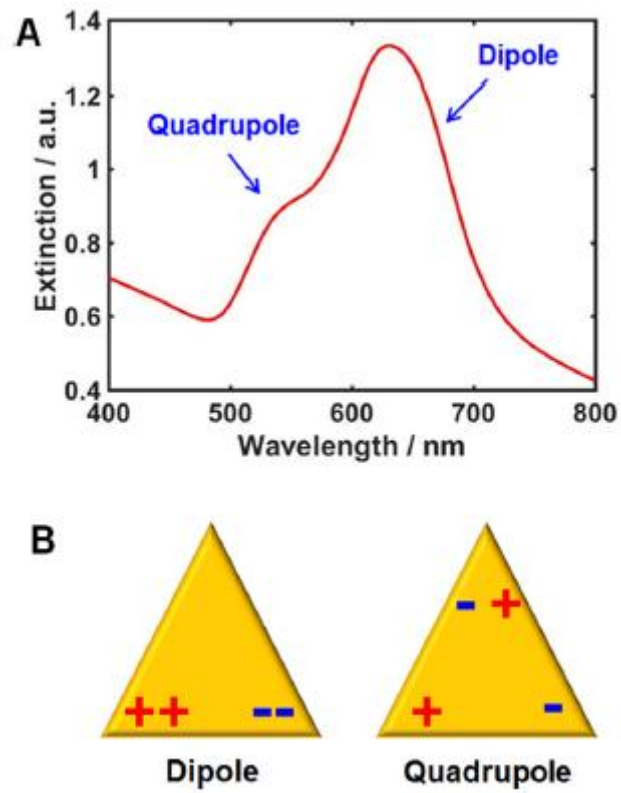 A
1.4
1.2
1
0.8
0.6
0.4
Extinction / a.u.
Quadrupole
Dipole
400 500 600 700 800
Wavelength / nm
B
- +
++ -- + -
Dipole Quadrupole